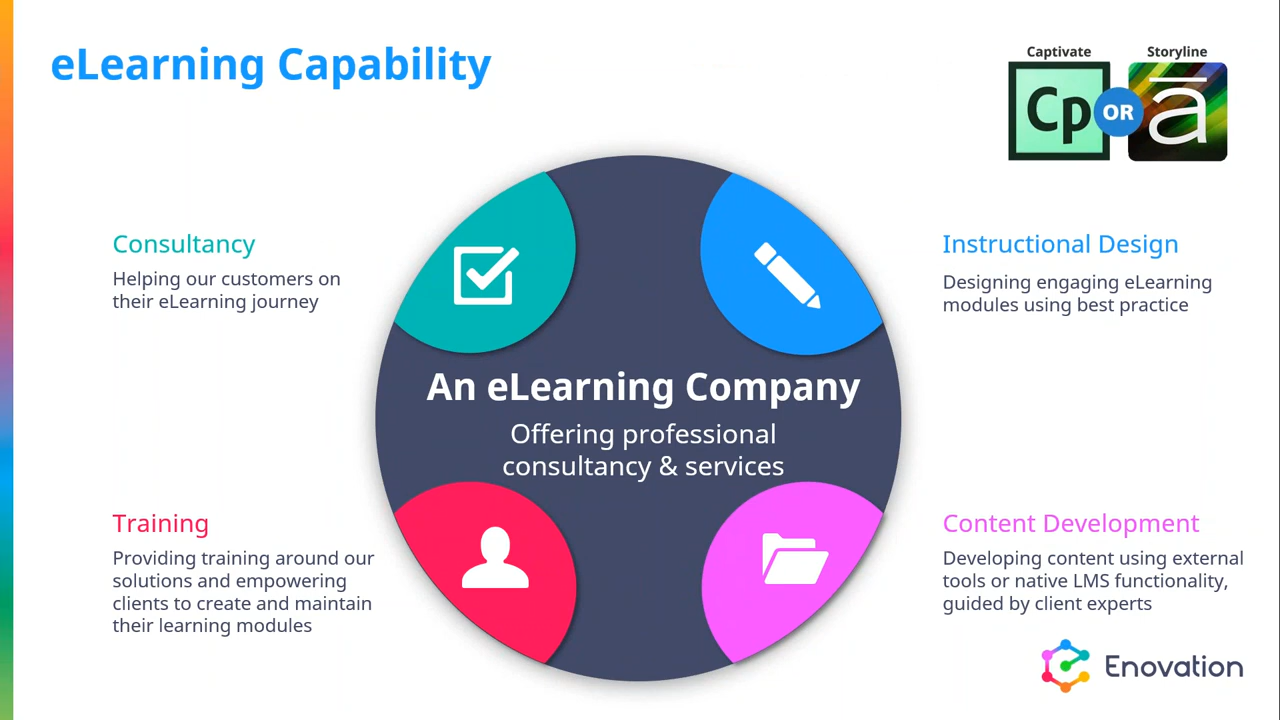 eLearning Capability
Captivate
Storyline
Cp
OR
a
Consultancy
Helping our customers on
their eLearning journey
Instructional Design
Designing engaging eLearning
modules using best practice
An eLearning Company
Offering professional
consultancy & services
Training
Providing training around our
solutions and empowering
clients to create and maintain
their learning modules
Content Development
Developing content using external
tools or native LMS functionality,
guided by client experts
Enovation